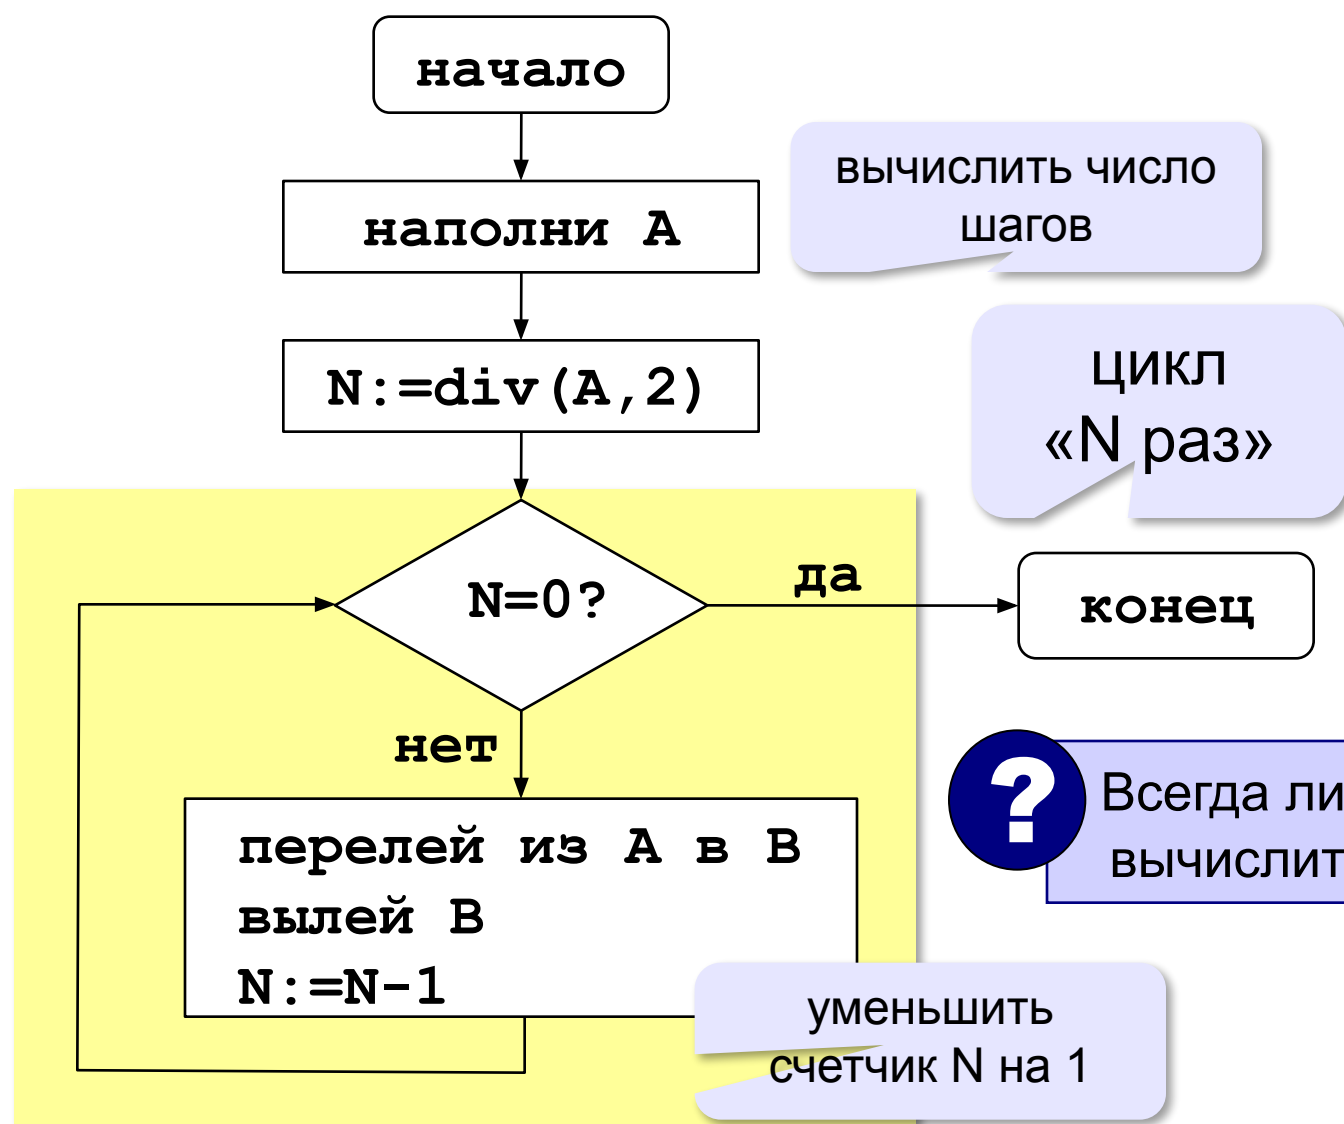 начало
наполни A
вычислить число
шагов
N:=div(A,2)
цикл
«N раз»
N=0?
да
конец
нет
?
Всегда ли
перелей из A в B
вылей B
N:=N-1
уменьшить
счетчик N на 1